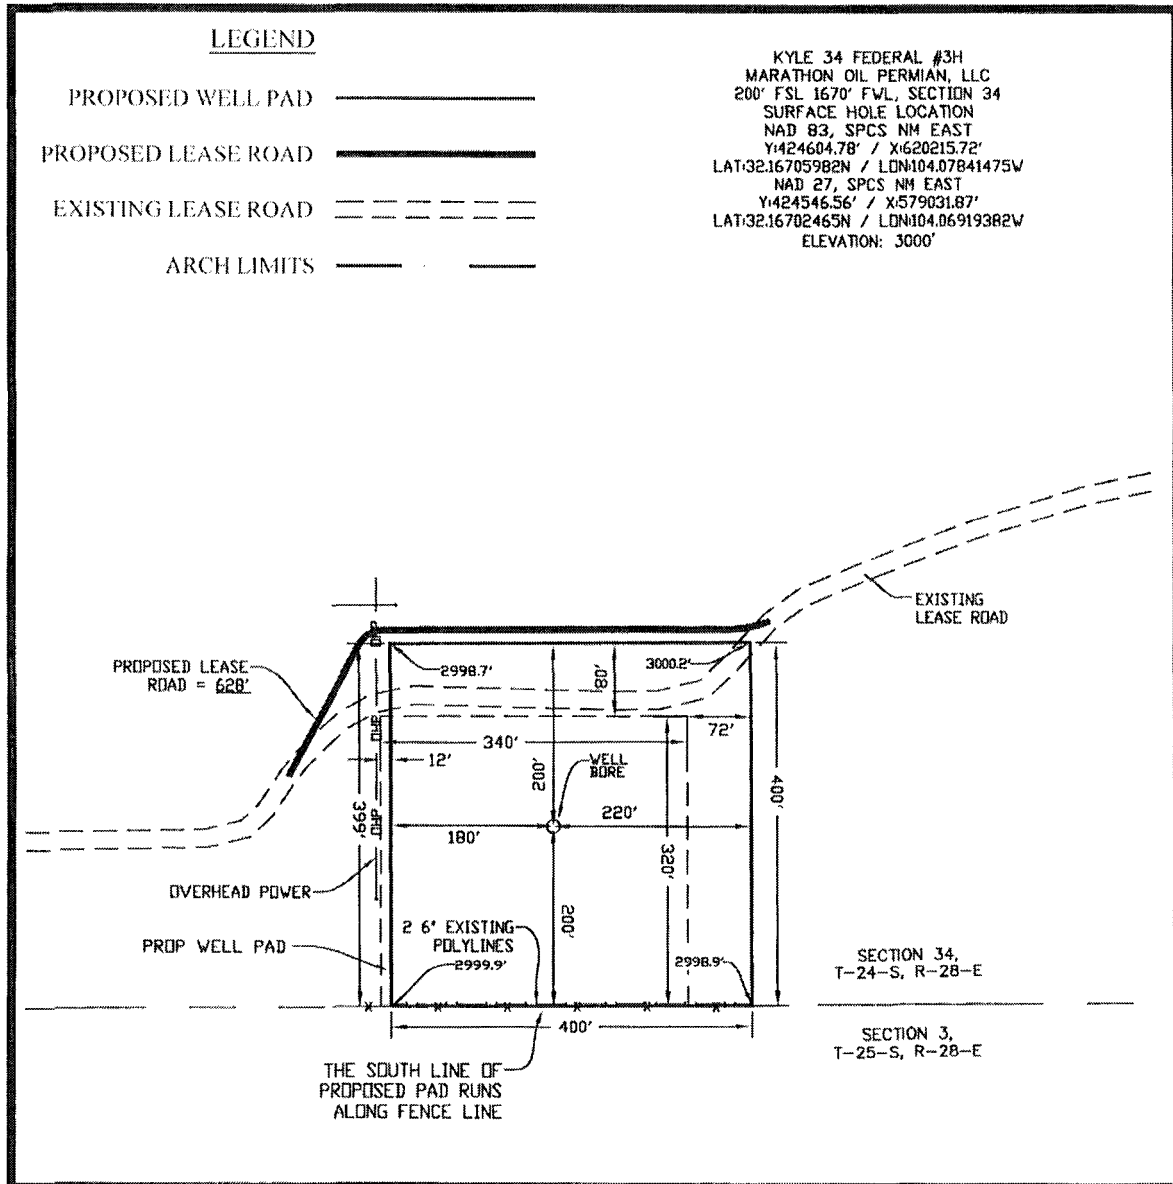 LEGEND
PROPOSED WELL PAD
PROPOSED LEASE ROAD
EXISTING LEASE ROAD
ARCH LIMITS
KYLE 34 FEDERAL #3H
MARATHON OIL PERMIAN, LLC
200' FSL 1670' FWL, SECTION 34
SURFACE HOLE LOCATION
NAD 83, SPCS NM EAST
Y:424604.78' / X:620215.72'
LAT:32.16705982N / LON:104.07841475W
NAD 27, SPCS NM EAST
Y:424546.56' / X:579031.87'
LAT:32.16702465N / LON:104.06919382W
ELEVATION: 3000'
EXISTING
LEASE ROAD
PROPOSED LEASE
ROAD = 628'
OHP
2998.7'
80'
3000.2'
OHP
340'
72'
12'
200'
WELL
BORE
400'
399'
OHP
180'
220'
320'
OVERHEAD POWER
200'
2 6" EXISTING
POLYLINES
PROP WELL PAD
2999.9'
2998.9'
SECTION 34,
T-24-S, R-28-E
400'
SECTION 3,
T-25-S, R-28-E
THE SOUTH LINE OF
PROPOSED PAD RUNS
ALONG FENCE LINE